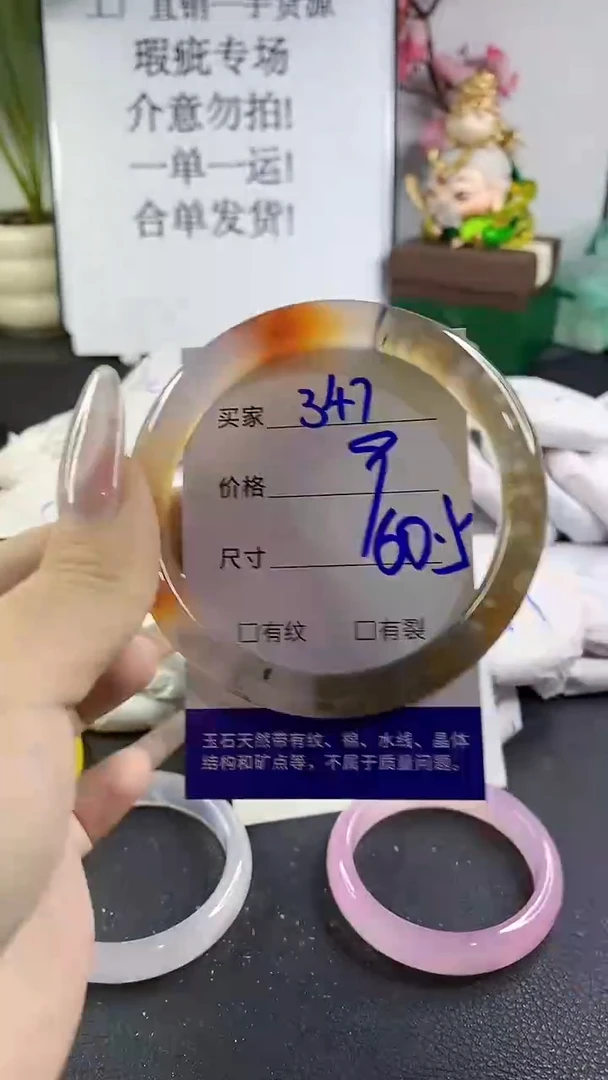 工厂直销一手货源
瑕疵专场
介意勿拍!
一单一运!
合单发货!
买家 347
价格
尺寸 60.5
□有纹 □有裂
玉石天然带有纹、棉、水线、晶体
结构和矿点等，不属于质量问题。